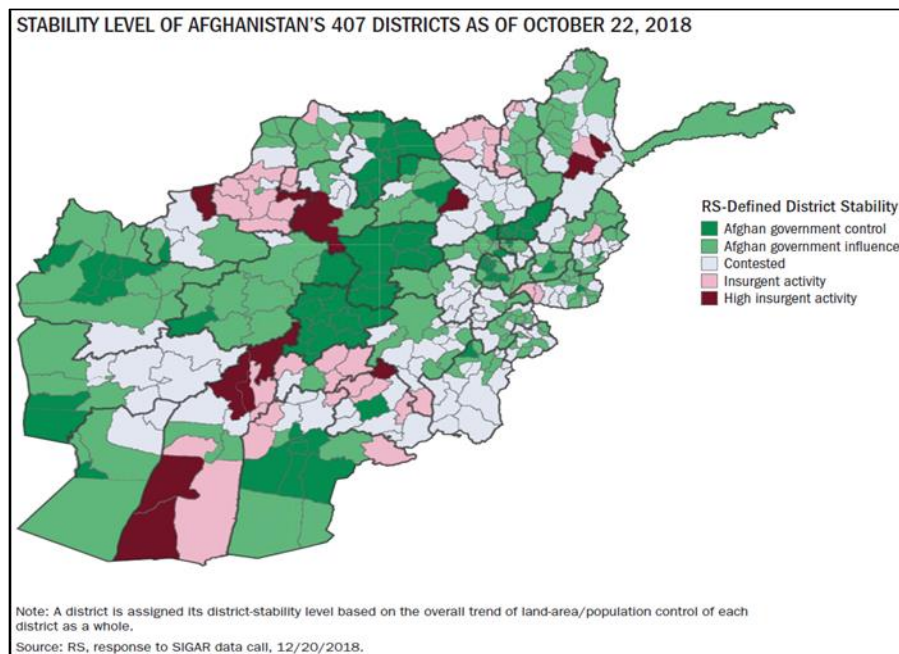 STABILITY LEVEL OF AFGHANISTAN'S 407 DISTRICTS AS OF OCTOBER 22, 2018
RS-Defined District Stability
Afghan government control
Afghan government influence
Contested
Insurgent activity
High insurgent activity
Note: A district is assigned its district-stability level based on the overall trend of land-area/population control of each
district as a whole.
Source: RS, response to SIGAR data call, 12/20/2018.